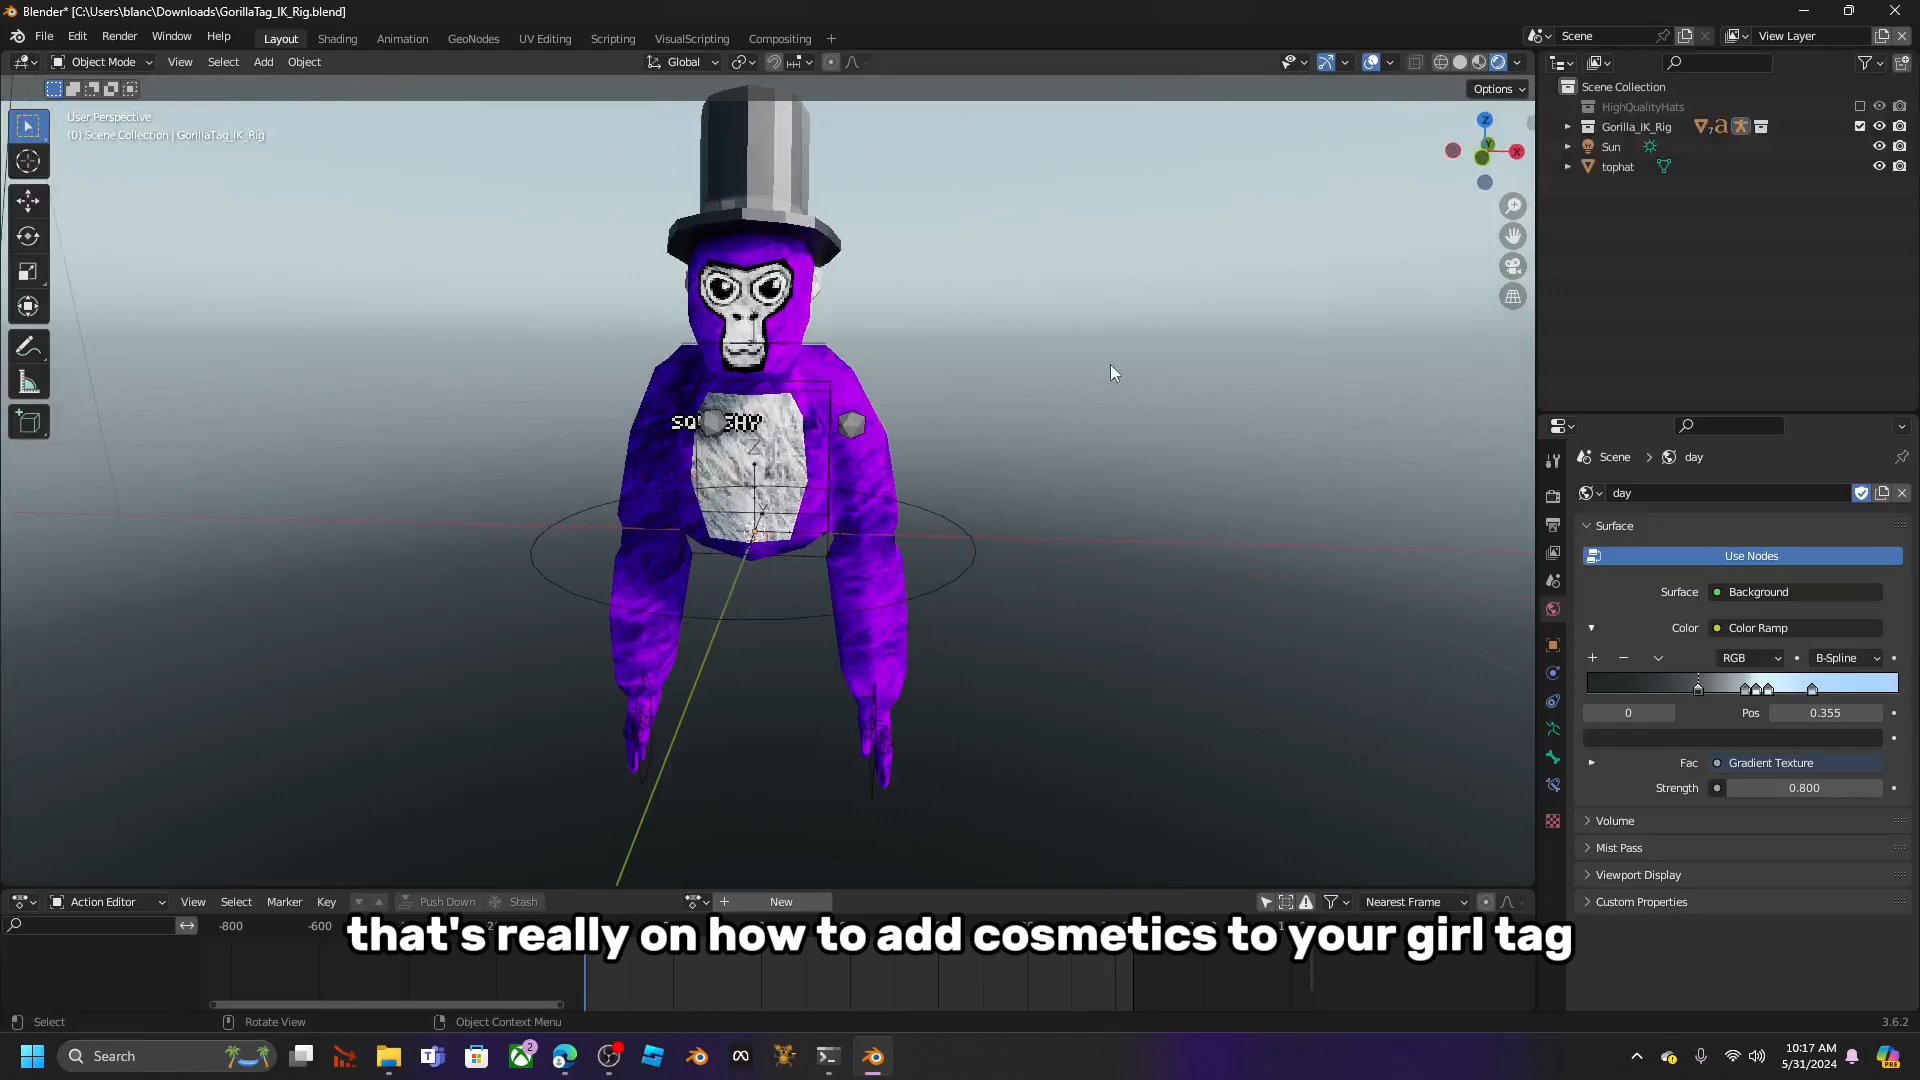 Blender* [C:\Users\blanc\Downloads\GorillaTag_IK_Rig.blend]
File Edit Render Window Help Layout Shading Animation GeoNodes UV Editing Scripting VisualScripting Compositing + Scene View Layer
Object Mode View Select Add Object Global
Options
User Perspective
(0) Scene Collection | GorillaTag_IK_Rig
Z
Y
X
Scene Collection
HighQualityHats
Gorilla_IK_Rig
Sun
tophat
Scene > day
day
Surface
Use Nodes
Surface Background
Color Color Ramp
RGB B-Spline
0 Pos 0.355
Fac Gradient Texture
Strength 0.800
Volume
Mist Pass
Viewport Display
Custom Properties
Action Editor View Select Marker Key Push Down Stash New Nearest Frame
-800 -600
that's really on how to add cosmetics to your girl tag
Select Rotate View Object Context Menu 3.6.2
Search
2
10:17 AM
5/31/2024
PRE